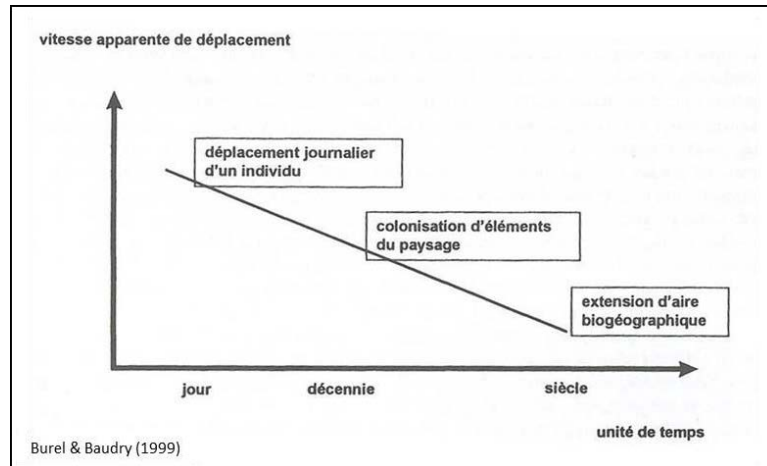 vitesse apparente de déplacement
déplacement journalier
d'un individu
colonisation d'éléments
du paysage
extension d'aire
biogéographique
jour
décennie
siècle
unité de temps
Burel & Baudry (1999)